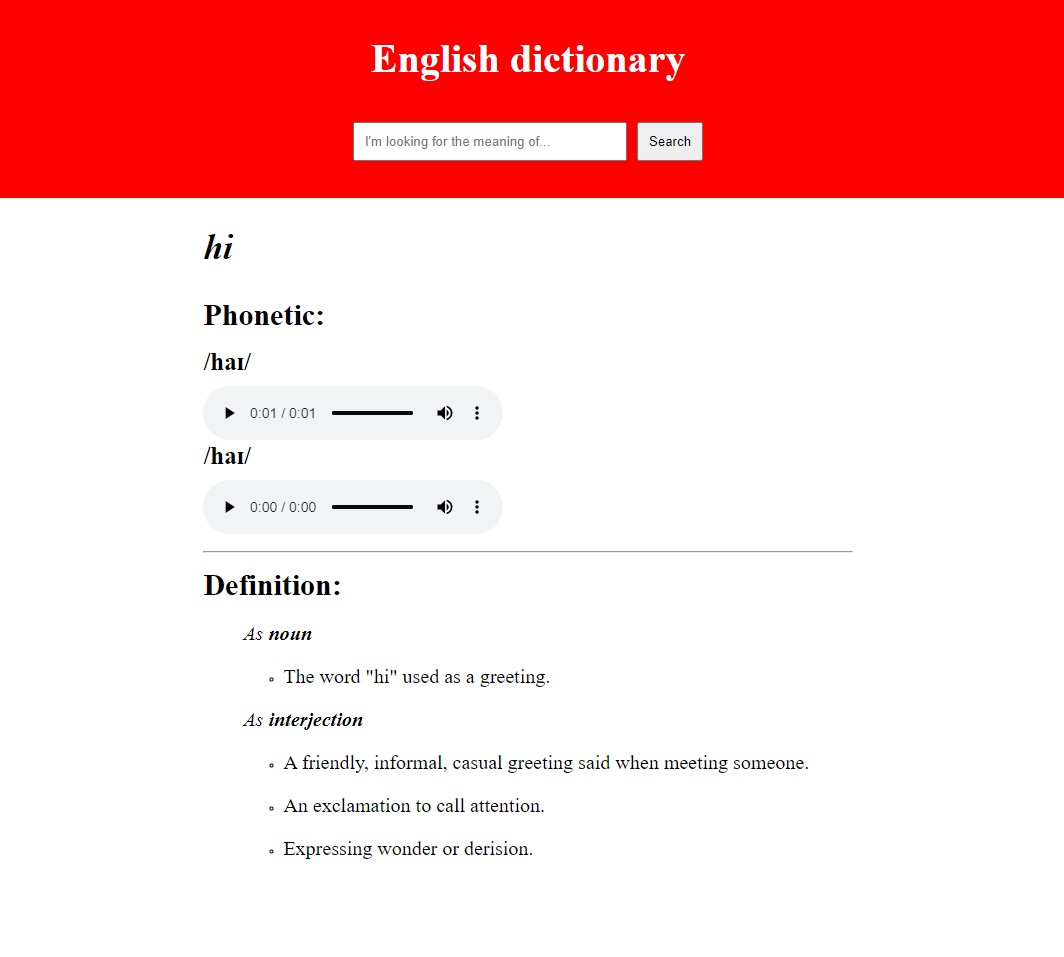 English dictionary
I'm looking for the meaning of... Search
hi
Phonetic:
/haɪ/
0:01 / 0:01
/haɪ/
0:00 / 0:00
Definition:
As noun
The word "hi" used as a greeting.
As interjection
A friendly, informal, casual greeting said when meeting someone.
An exclamation to call attention.
Expressing wonder or derision.